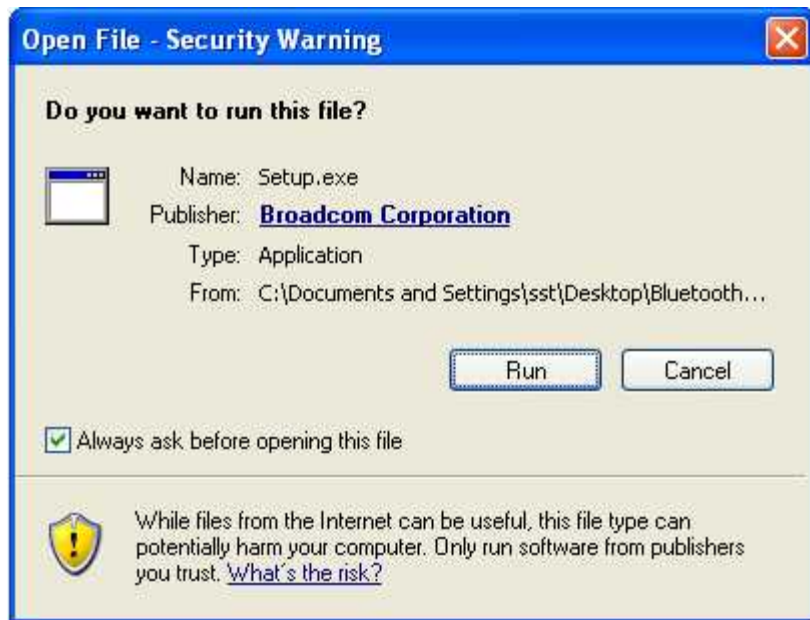 Open File - Security Warning
Do you want to run this file?
Name: Setup.exe
Publisher: Broadcom Corporation
Type: Application
From: C:\Documents and Settings\sst\Desktop\Bluetooth...
Run Cancel
Always ask before opening this file
While files from the Internet can be useful, this file type can
potentially harm your computer. Only run software from publishers
you trust. What's the risk?